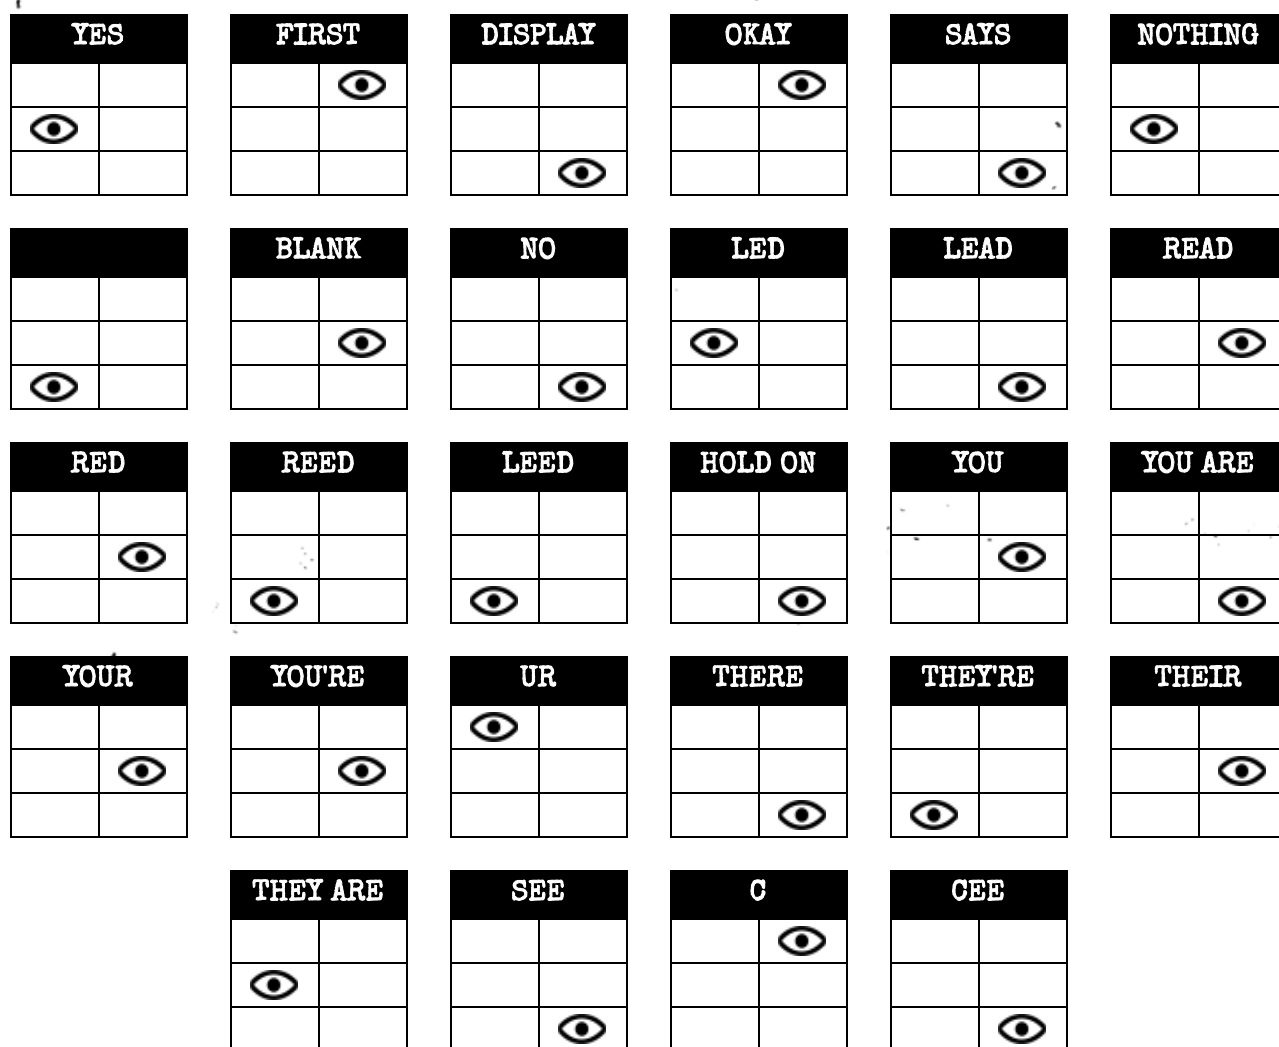 YES FIRST DISPLAY OKAY SAYS NOTHING
BLANK NO LED LEAD READ
RED REED LEED HOLD ON YOU YOU ARE
YOUR YOU'RE UR THERE THEY'RE THEIR
THEY ARE SEE C CEE